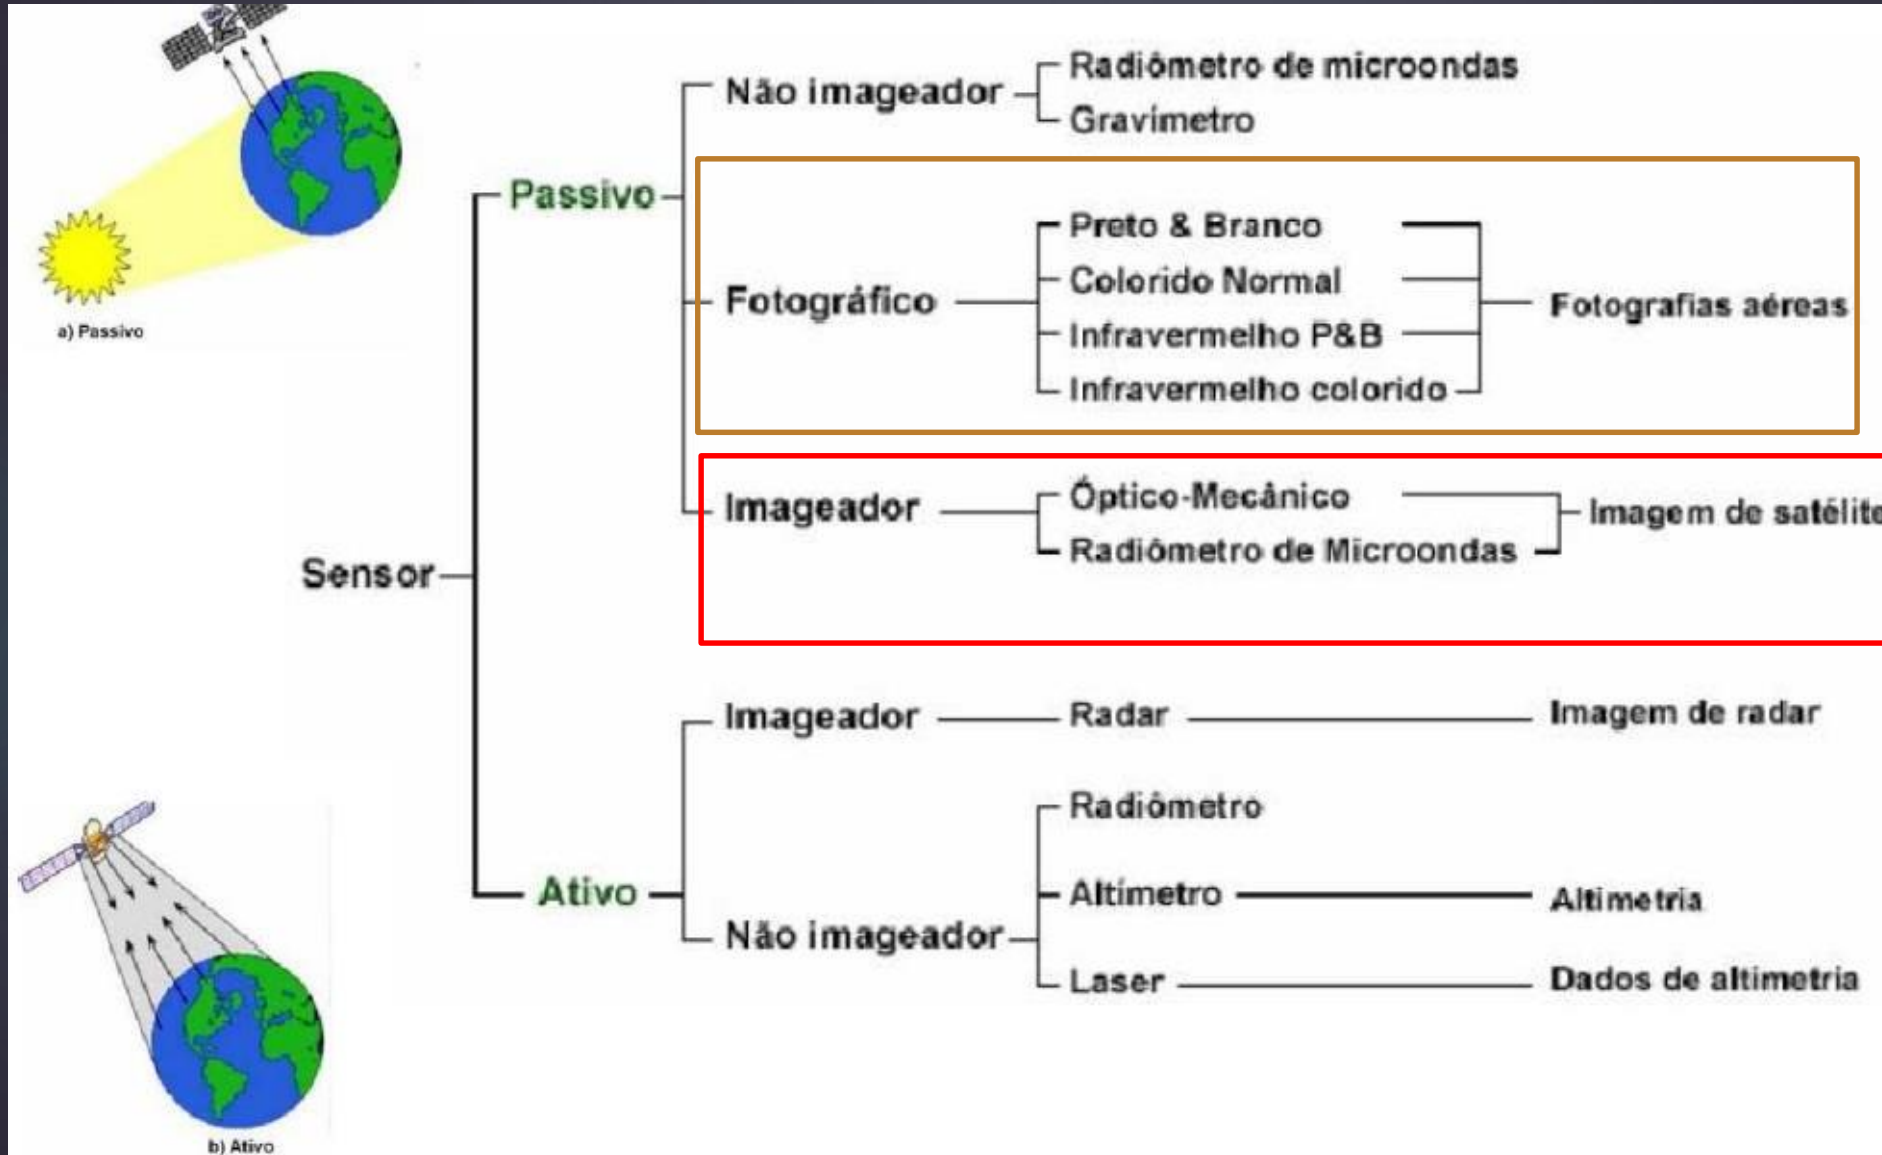 Não imageador
Radiômetro de microondas
Gravímetro
Passivo
Fotográfico
Preto & Branco
Colorido Normal
Infravermelho P&B
Infravermelho colorido
Fotografias aéreas
a) Passivo
Imageador
Óptico-Mecânico
Radiômetro de Microondas
Imagem de satélite
Sensor
Imageador
Radar
Imagem de radar
Ativo
Não imageador
Radiômetro
Altímetro
Altimetria
Laser
Dados de altimetria
b) Ativo